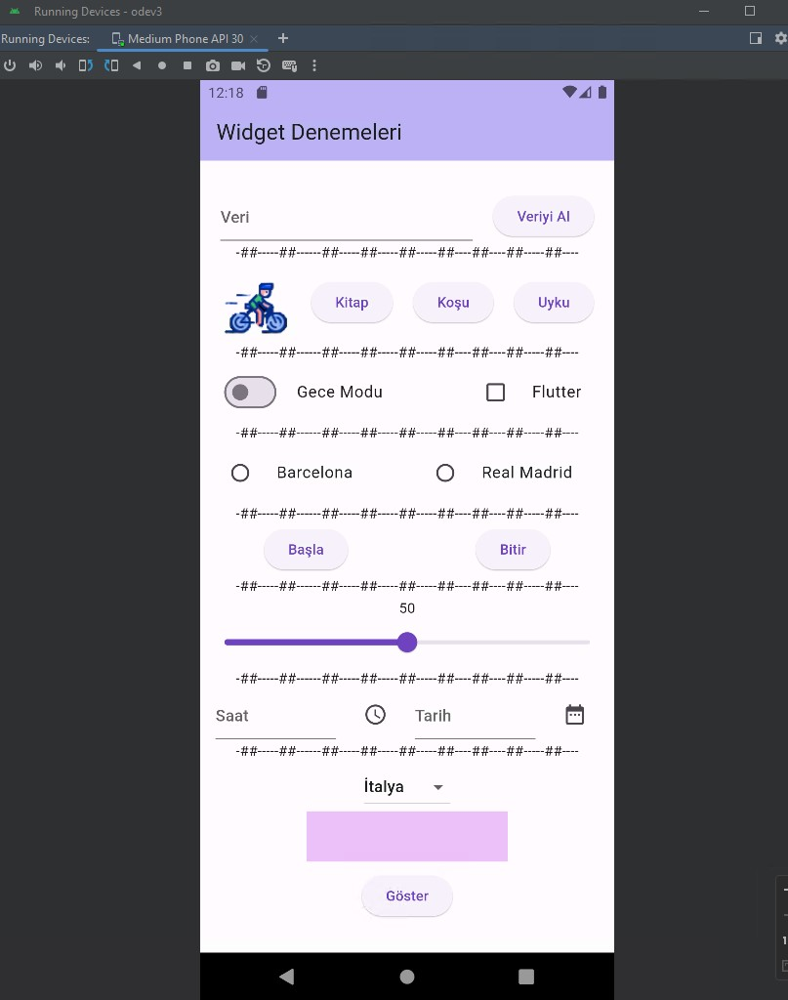 Running Devices - odev3
Running Devices: Medium Phone API 30
12:18
Widget Denemeleri
Veri Veriyi Al
-##-----##------##-----##-----##----##-----##-----##----
Kitap Koşu Uyku
-##-----##------##-----##-----##----##-----##-----##----
Gece Modu Flutter
-##-----##------##-----##-----##----##-----##-----##----
Barcelona Real Madrid
-##-----##------##-----##-----##----##-----##-----##----
Başla Bitir
-##-----##------##-----##-----##----##-----##-----##----
50
-##-----##------##-----##-----##----##-----##-----##----
Saat Tarih
-##-----##------##-----##-----##----##-----##-----##----
İtalya
Göster